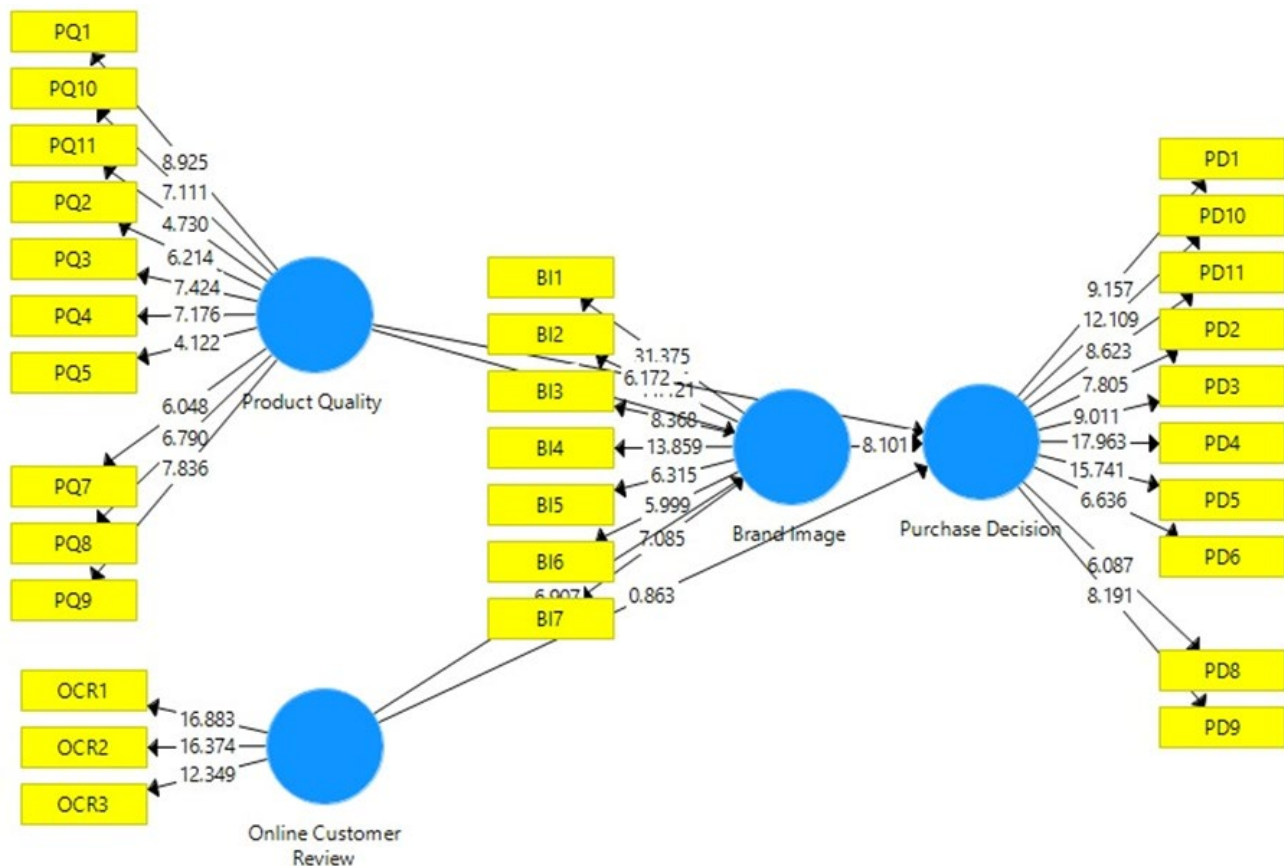 PQ1
PQ10
PQ11
PQ2
PQ3
PQ4
PQ5
PQ7
PQ8
PQ9
8.925
7.111
4.730
6.214
7.424
7.176
4.122
6.048
6.790
7.836
Product Quality
OCR1
OCR2
OCR3
16.883
16.374
12.349
Online Customer
Review
BI1
BI2
BI3
BI4
BI5
BI6
BI7
31.375
6.172
8.368
13.859
6.315
5.999
7.085
6.907
0.863
Brand Image
8.101
Purchase Decision
9.157
12.109
8.623
7.805
9.011
17.963
15.741
6.636
6.087
8.191
PD1
PD10
PD11
PD2
PD3
PD4
PD5
PD6
PD8
PD9